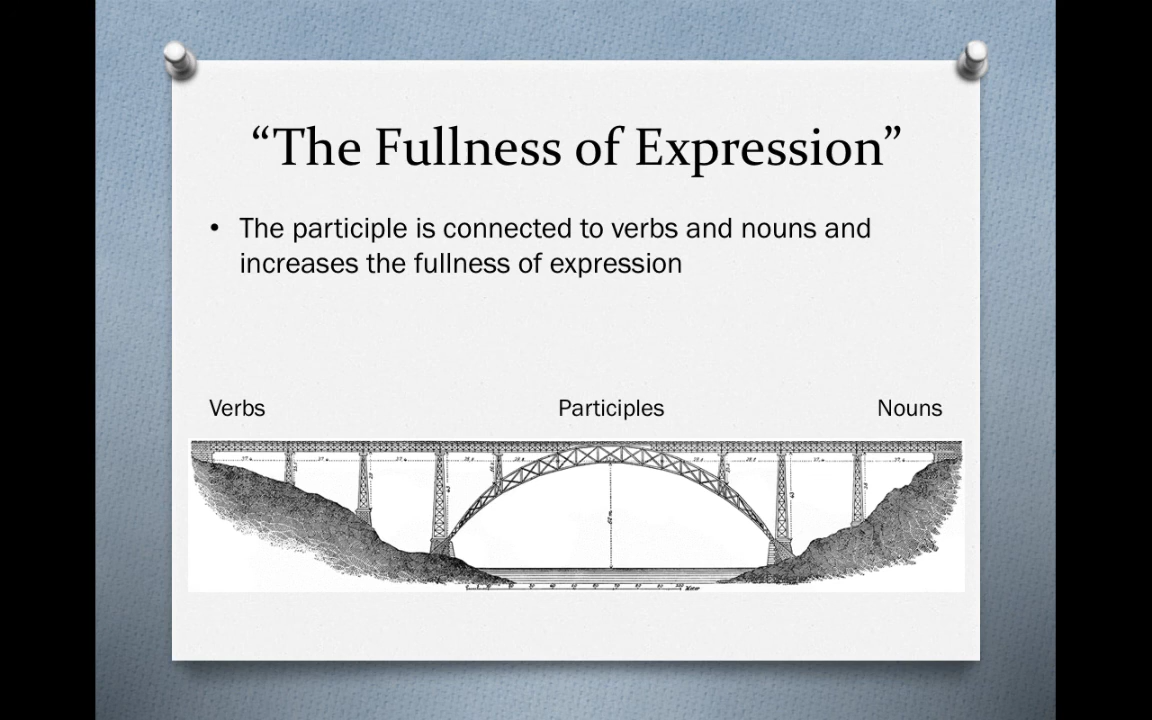 “The Fullness of Expression”
• The participle is connected to verbs and nouns and
increases the fullness of expression
Verbs Participles Nouns